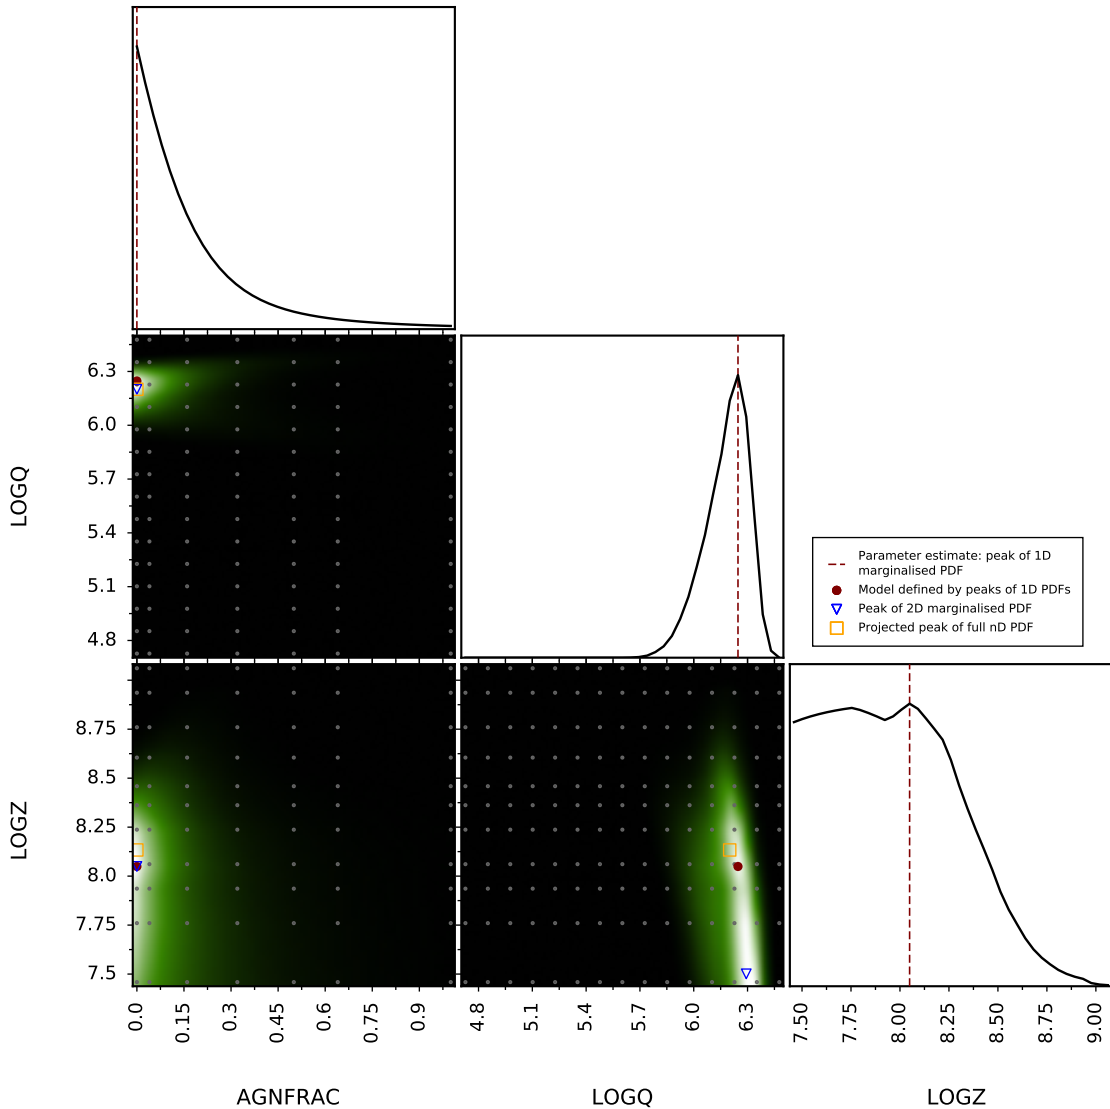 6.3
6.0
5.7
5.4
5.1
4.8
LOGQ
Parameter estimate: peak of 1D
marginalised PDF
Model defined by peaks of 1D PDFs
Peak of 2D marginalised PDF
Projected peak of full nD PDF
8.75
8.5
8.25
8.0
7.75
7.5
LOGZ
0.0 0.15 0.3 0.45 0.6 0.75 0.9
4.8 5.1 5.4 5.7 6.0 6.3
7.50 7.75 8.00 8.25 8.50 8.75 9.00
AGNFRAC LOGQ LOGZ